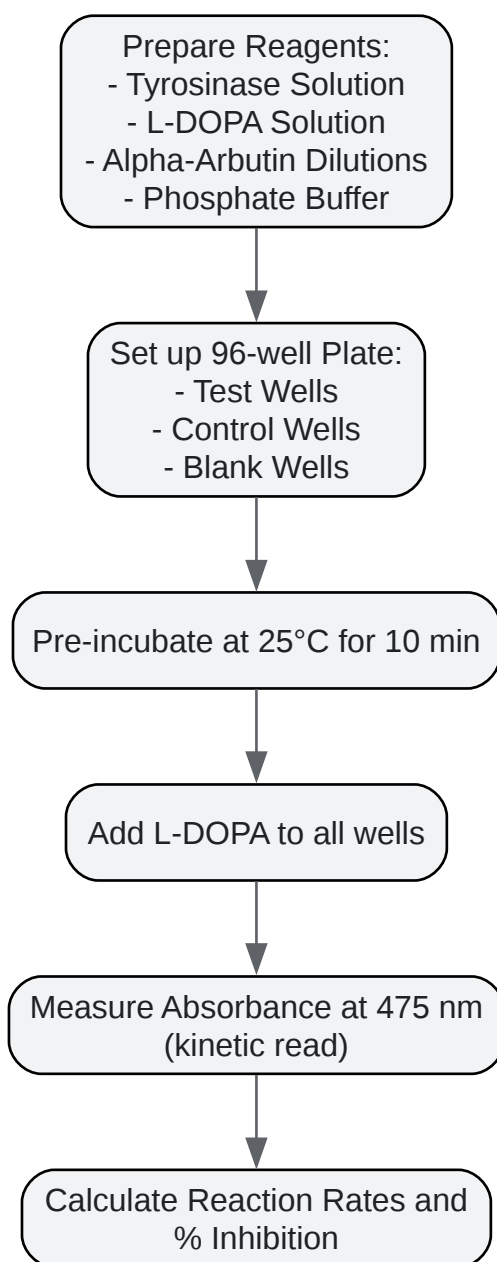 Prepare Reagents:
- Tyrosinase Solution
- L-DOPA Solution
- Alpha-Arbutin Dilutions
- Phosphate Buffer
Set up 96-well Plate:
- Test Wells
- Control Wells
- Blank Wells
Pre-incubate at 25°C for 10 min
Add L-DOPA to all wells
Measure Absorbance at 475 nm
(kinetic read)
Calculate Reaction Rates and
% Inhibition